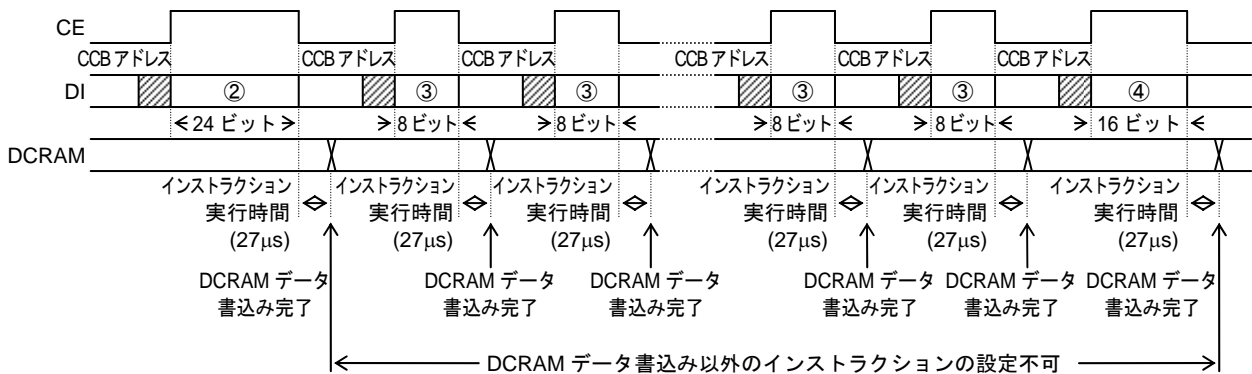 CE
CCB アドレス CCB アドレス CCB アドレス CCB アドレス CCB アドレス CCB アドレス
DI ② ③ ③ ③ ③ ④
24 ビット 8 ビット 8 ビット 8 ビット 8 ビット 16 ビット
DCRAM
インストラクション インストラクション インストラクション インストラクション インストラクション インストラクション
実行時間 実行時間 実行時間 実行時間 実行時間 実行時間
(27μs) (27μs) (27μs) (27μs) (27μs) (27μs)
DCRAM データ DCRAM データ DCRAM データ DCRAM データ DCRAM データ DCRAM データ
書込み完了 書込み完了 書込み完了 書込み完了 書込み完了 書込み完了
DCRAM データ書込み以外のインストラクションの設定不可